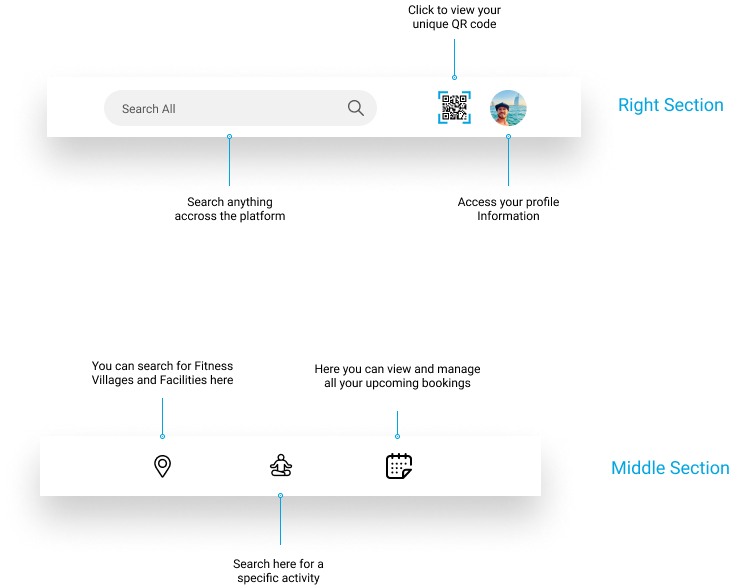 Click to view your
unique QR code
Search All
Right Section
Search anything
accross the platform
Access your profile
Information
You can search for Fitness
Villages and Facilities here
Here you can view and manage
all your upcoming bookings
Middle Section
Search here for a
specific activity